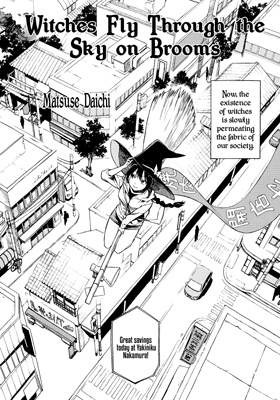 Witches Fly Through the
Sky on Brooms
Matsuse Daichi
Now, the
existence
of witches
is slowly
permeating
the fabric of
our society.
Great savings
today at Yakiniku
Nakamura!